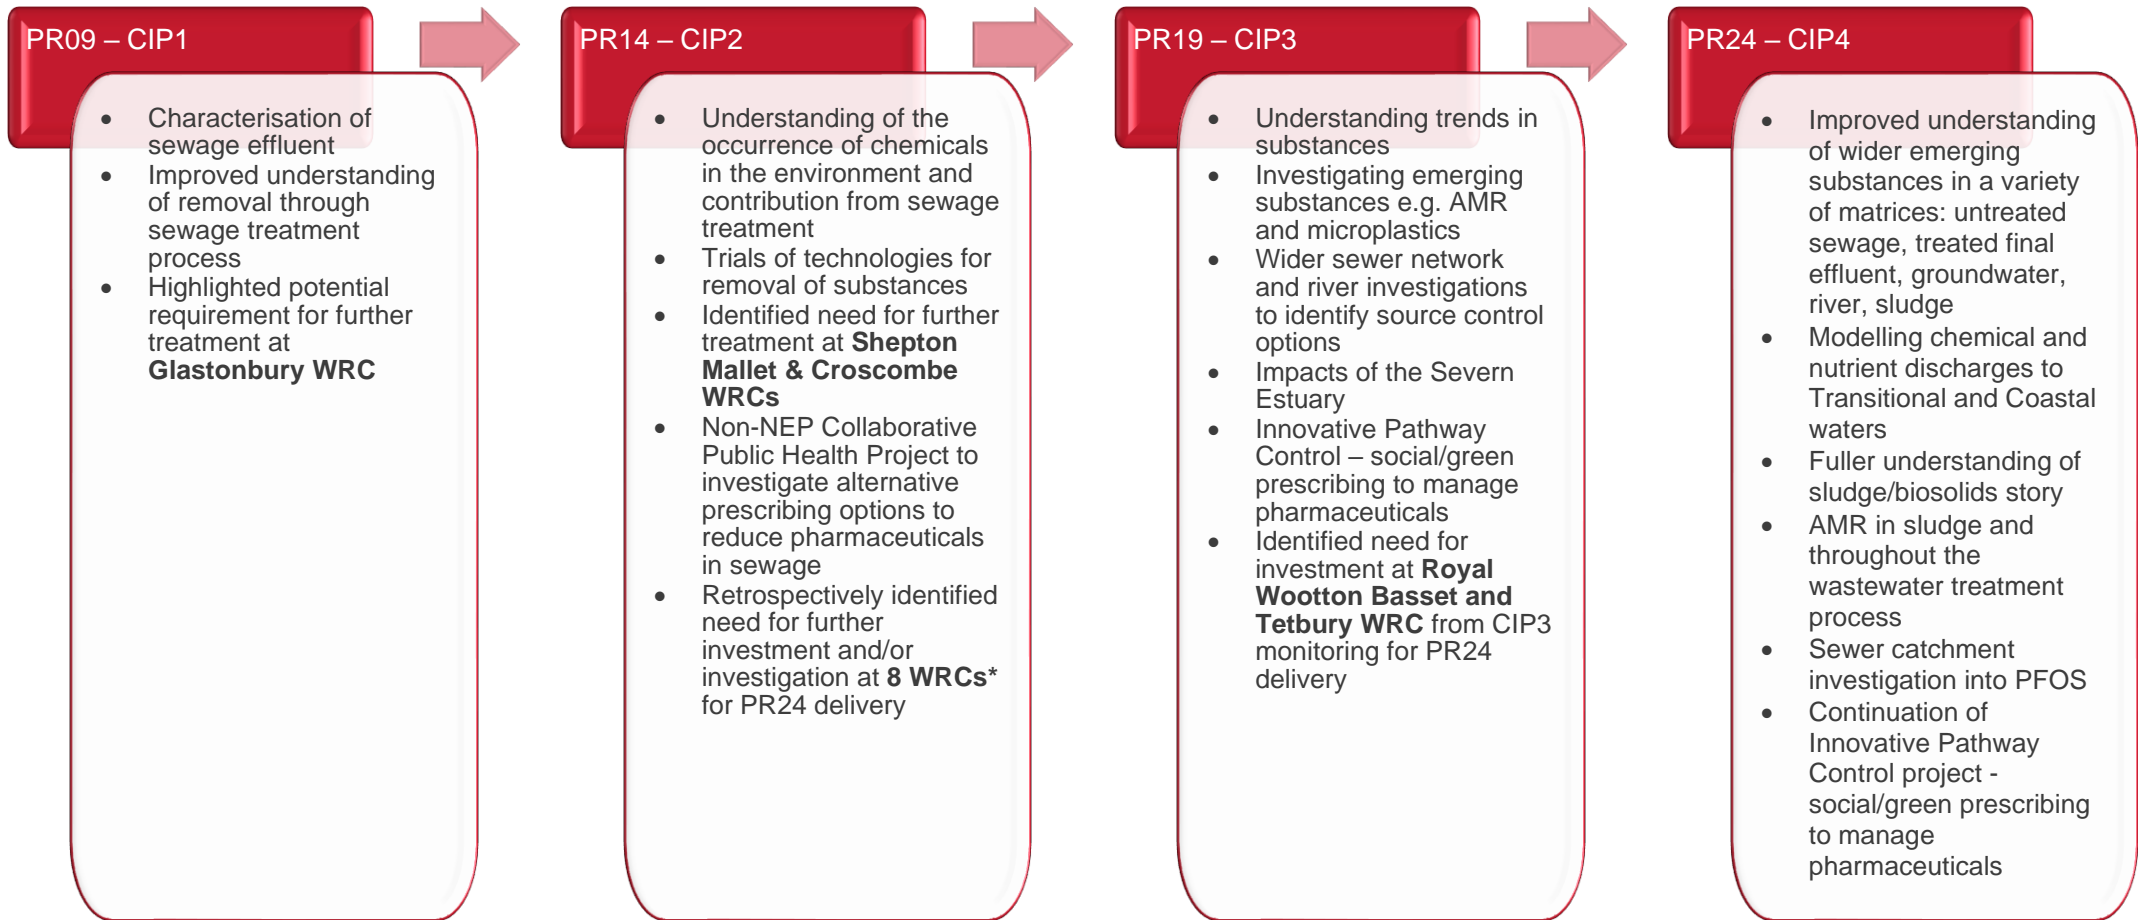 PR09 – CIP1
• Characterisation of
sewage effluent
• Improved understanding
of removal through
sewage treatment
process
• Highlighted potential
requirement for further
treatment at
Glastonbury WRC
PR14 – CIP2
• Understanding of the
occurrence of chemicals
in the environment and
contribution from sewage
treatment
• Trials of technologies for
removal of substances
• Identified need for further
treatment at Shepton
Mallet & Croscombe
WRCs
• Non-NEP Collaborative
Public Health Project to
investigate alternative
prescribing options to
reduce pharmaceuticals
in sewage
• Retrospectively identified
need for further
investment and/or
investigation at 8 WRCs*
for PR24 delivery
PR19 – CIP3
• Understanding trends in
substances
• Investigating emerging
substances e.g. AMR
and microplastics
• Wider sewer network
and river investigations
to identify source control
options
• Impacts of the Severn
Estuary
• Innovative Pathway
Control – social/green
prescribing to manage
pharmaceuticals
• Identified need for
investment at Royal
Wootton Basset and
Tetbury WRC from CIP3
monitoring for PR24
delivery
PR24 – CIP4
• Improved understanding
of wider emerging
substances in a variety
of matrices: untreated
sewage, treated final
effluent, groundwater,
river, sludge
• Modelling chemical and
nutrient discharges to
Transitional and Coastal
waters
• Fuller understanding of
sludge/biosolids story
• AMR in sludge and
throughout the
wastewater treatment
process
• Sewer catchment
investigation into PFOS
• Continuation of
Innovative Pathway
Control project -
social/green prescribing
to manage
pharmaceuticals